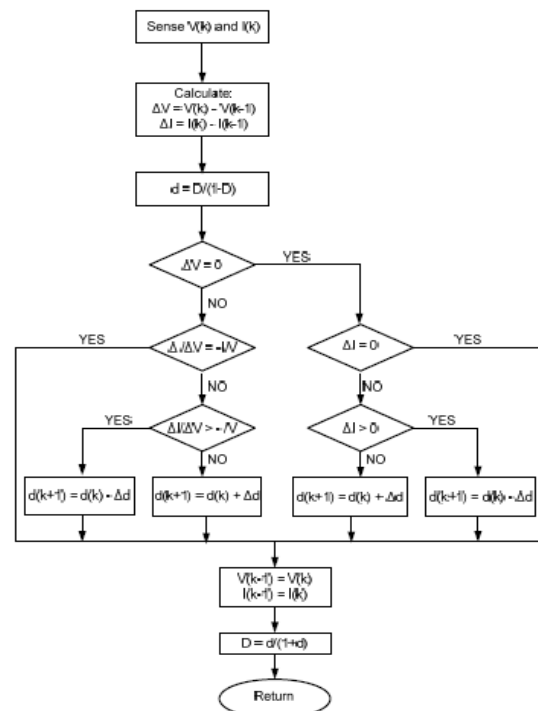 Sense V(k) and I(k)
Calculate:
ΔV = V(k) - V(k-1)
ΔI = I(k) - I(k-1)
d = D/(1-D)
ΔV = 0
YES
NO
YES
ΔI/ΔV = -I/V
ΔI = 0
YES
NO
NO
YES
ΔI/ΔV > -I/V
ΔI > 0
YES
NO
NO
d(k+1) = d(k) - Δd
d(k+1) = d(k) + Δd
d(k+1) = d(k) + Δd
d(k+1) = d(k) - Δd
V(k-1) = V(k)
I(k-1) = I(k)
D = d/(1+d)
Return